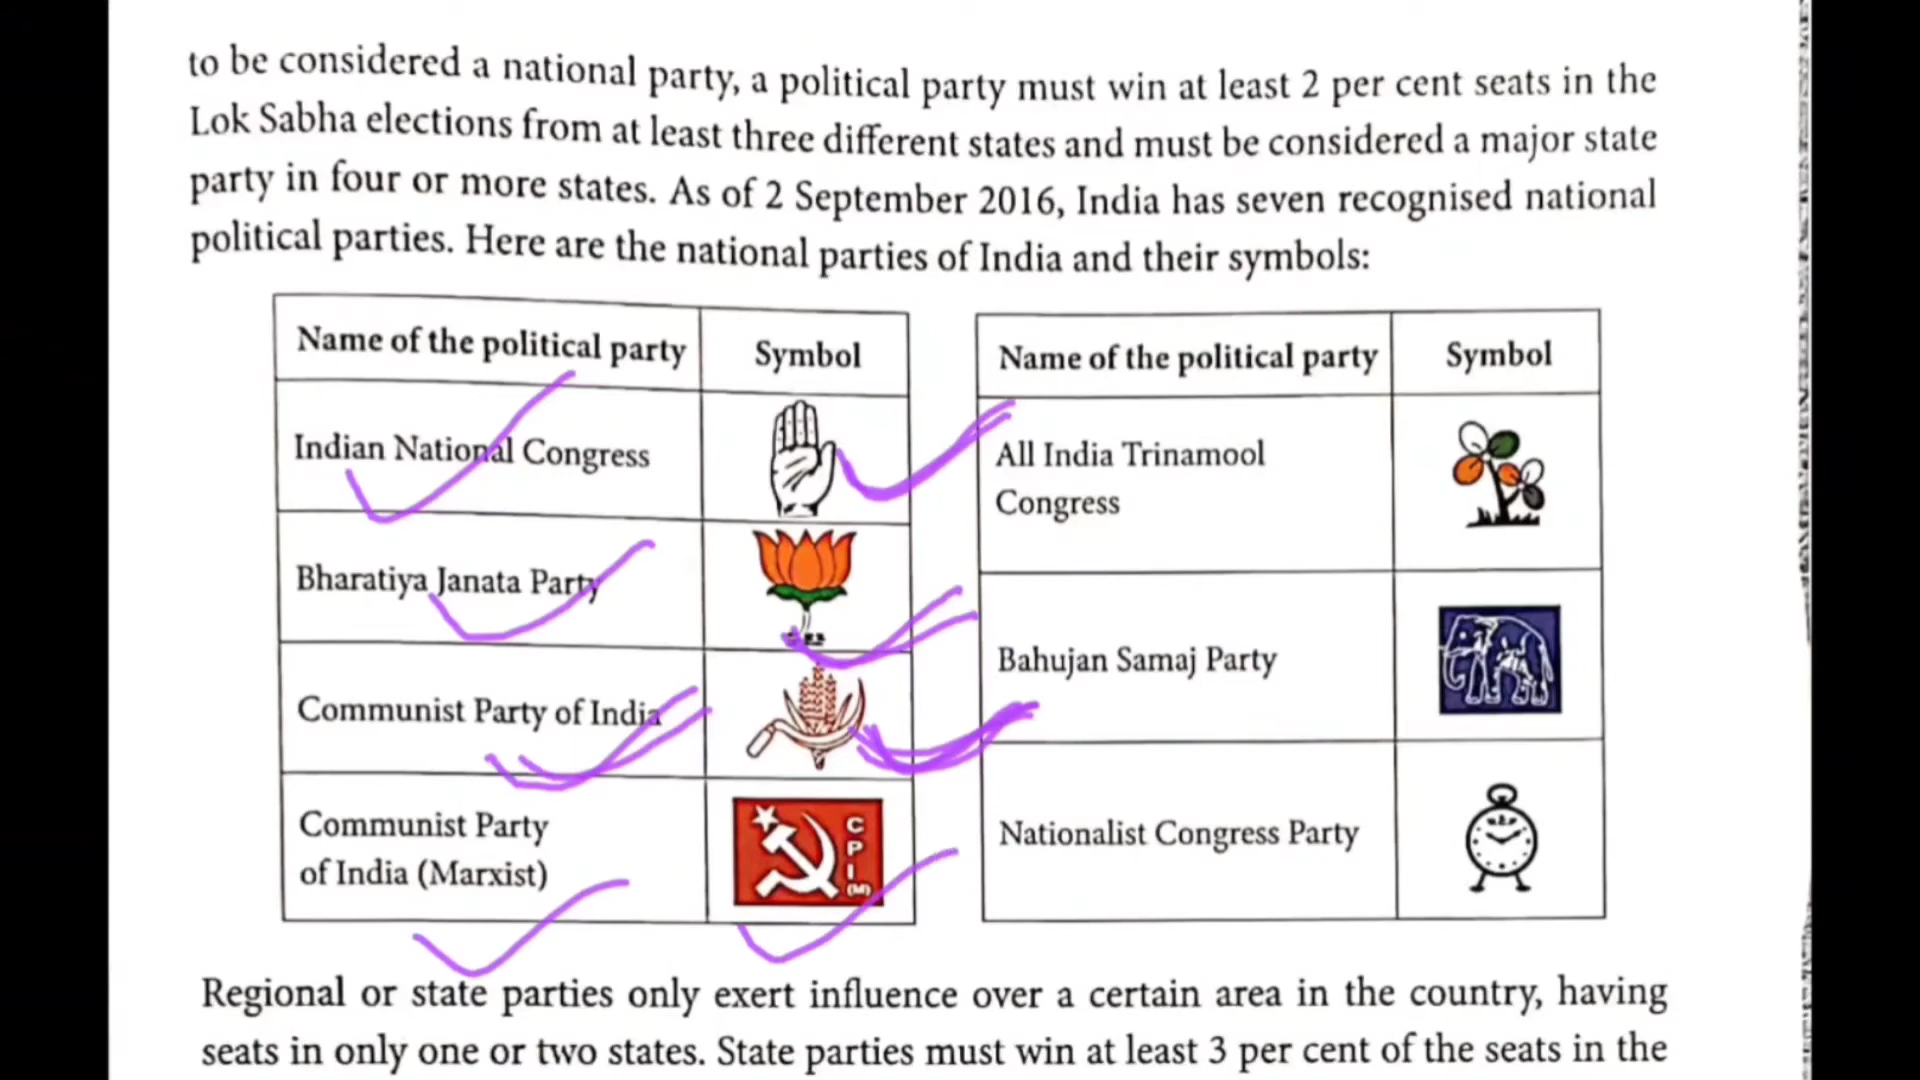 to be considered a national party, a political party must win at least 2 per cent seats in the
Lok Sabha elections from at least three different states and must be considered a major state
party in four or more states. As of 2 September 2016, India has seven recognised national
political parties. Here are the national parties of India and their symbols:
Name of the political party Symbol
Indian National Congress
Bharatiya Janata Party
Communist Party of India
Communist Party
of India (Marxist)
C
P
I
(M)
Name of the political party Symbol
All India Trinamool
Congress
Bahujan Samaj Party
Nationalist Congress Party
Regional or state parties only exert influence over a certain area in the country, having
seats in only one or two states. State parties must win at least 3 per cent of the seats in the